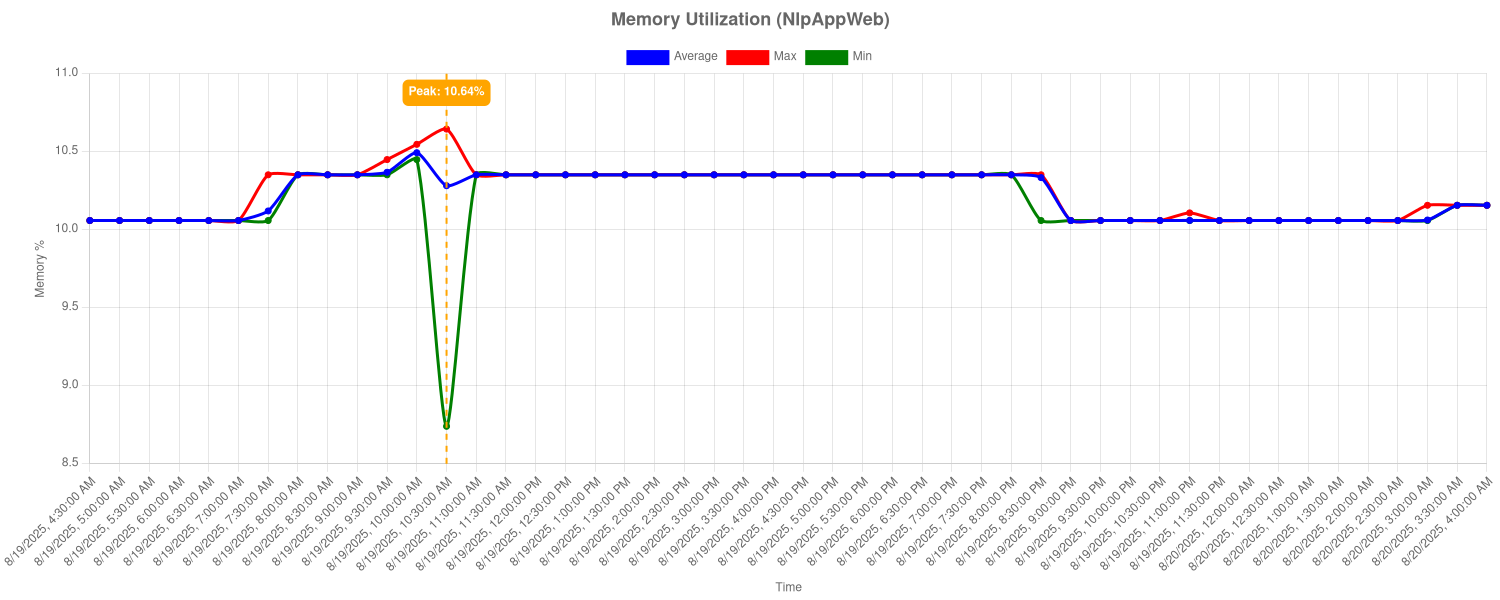 Memory Utilization (NlpAppWeb)
Average Max Min
11.0
Peak: 10.64%
10.5
10.0
Memory %
9.5
9.0
8.5
8/19/2025, 4:30:00 AM
8/19/2025, 5:00:00 AM
8/19/2025, 5:30:00 AM
8/19/2025, 6:00:00 AM
8/19/2025, 6:30:00 AM
8/19/2025, 7:00:00 AM
8/19/2025, 7:30:00 AM
8/19/2025, 8:00:00 AM
8/19/2025, 8:30:00 AM
8/19/2025, 9:00:00 AM
8/19/2025, 9:30:00 AM
8/19/2025, 10:00:00 AM
8/19/2025, 10:30:00 AM
8/19/2025, 11:00:00 AM
8/19/2025, 11:30:00 AM
8/19/2025, 12:00:00 PM
8/19/2025, 12:30:00 PM
8/19/2025, 1:00:00 PM
8/19/2025, 1:30:00 PM
8/19/2025, 2:00:00 PM
8/19/2025, 2:30:00 PM
8/19/2025, 3:00:00 PM
8/19/2025, 3:30:00 PM
8/19/2025, 4:00:00 PM
8/19/2025, 4:30:00 PM
8/19/2025, 5:00:00 PM
8/19/2025, 5:30:00 PM
8/19/2025, 6:00:00 PM
8/19/2025, 6:30:00 PM
8/19/2025, 7:00:00 PM
8/19/2025, 7:30:00 PM
8/19/2025, 8:00:00 PM
8/19/2025, 8:30:00 PM
8/19/2025, 9:00:00 PM
8/19/2025, 9:30:00 PM
8/19/2025, 10:00:00 PM
8/19/2025, 10:30:00 PM
8/19/2025, 11:00:00 PM
8/19/2025, 11:30:00 PM
8/20/2025, 12:00:00 AM
8/20/2025, 12:30:00 AM
8/20/2025, 1:00:00 AM
8/20/2025, 1:30:00 AM
8/20/2025, 2:00:00 AM
8/20/2025, 2:30:00 AM
8/20/2025, 3:00:00 AM
8/20/2025, 3:30:00 AM
8/20/2025, 4:00:00 AM
Time